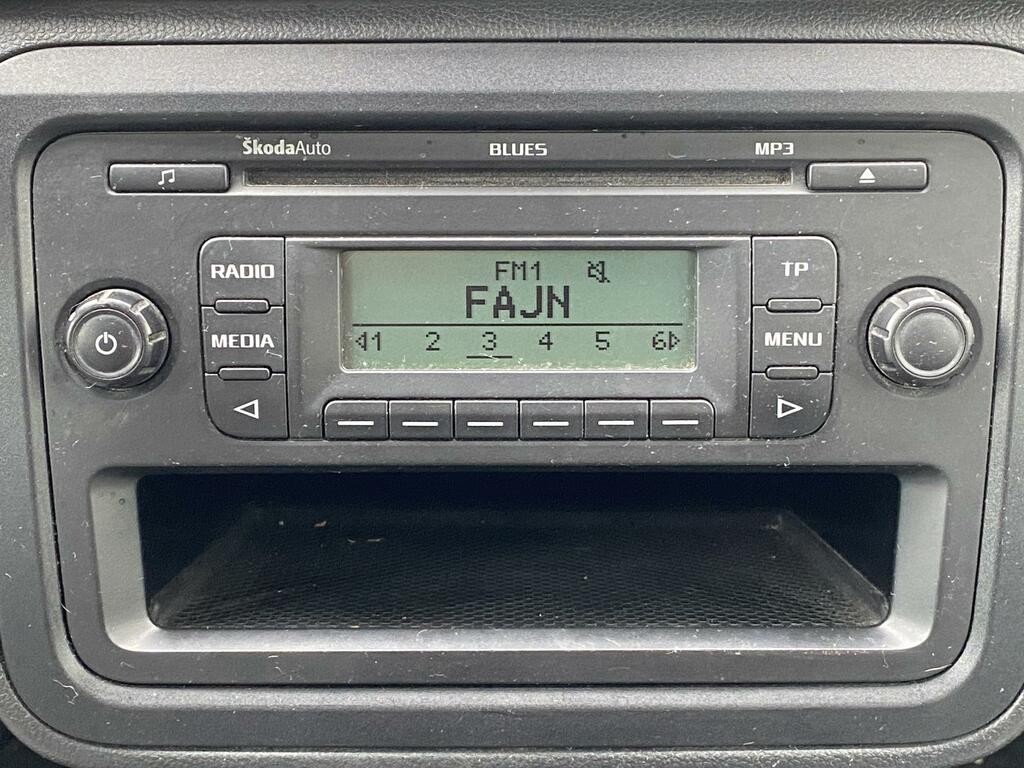 ŠkodaAuto BLUES MP3
RADIO
MEDIA
FM1
FAJN
1 2 3 4 5 6
TP
MENU